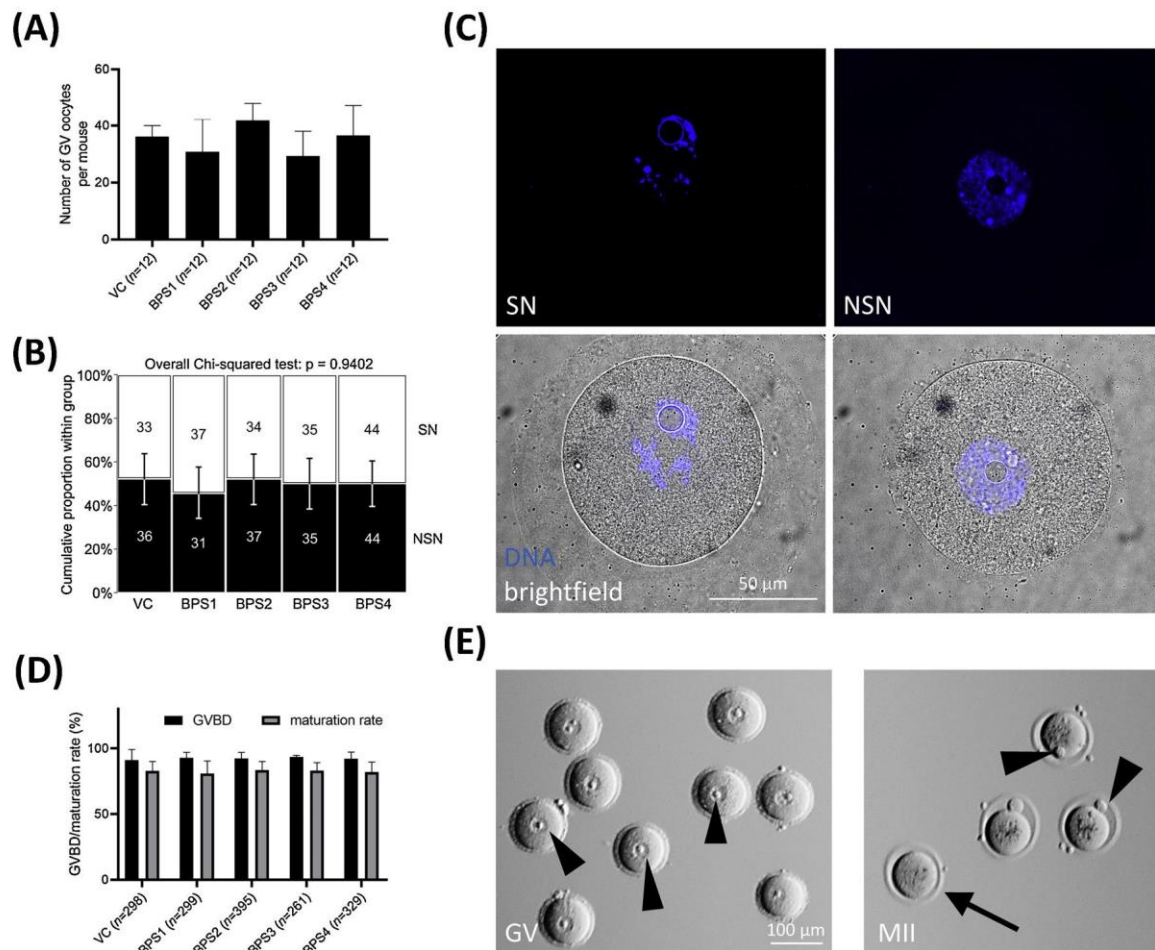 (A)
Number of GV oocytes
per mouse
60
40
20
0
VC (n=12)
BPS1 (n=12)
BPS2 (n=12)
BPS3 (n=12)
BPS4 (n=12)
(B)
Overall Chi-squared test: p = 0.9402
Cumulative proportion within group
100%
80%
60%
40%
20%
0%
33
37
34
35
44
SN
36
31
37
35
44
NSN
VC
BPS1
BPS2
BPS3
BPS4
(C)
SN
NSN
DNA
brightfield
50 µm
(D)
GVBD/maturation rate (%)
GVBD
maturation rate
100
50
0
VC (n=298)
BPS1 (n=299)
BPS2 (n=395)
BPS3 (n=261)
BPS4 (n=329)
(E)
GV
100 µm
MII